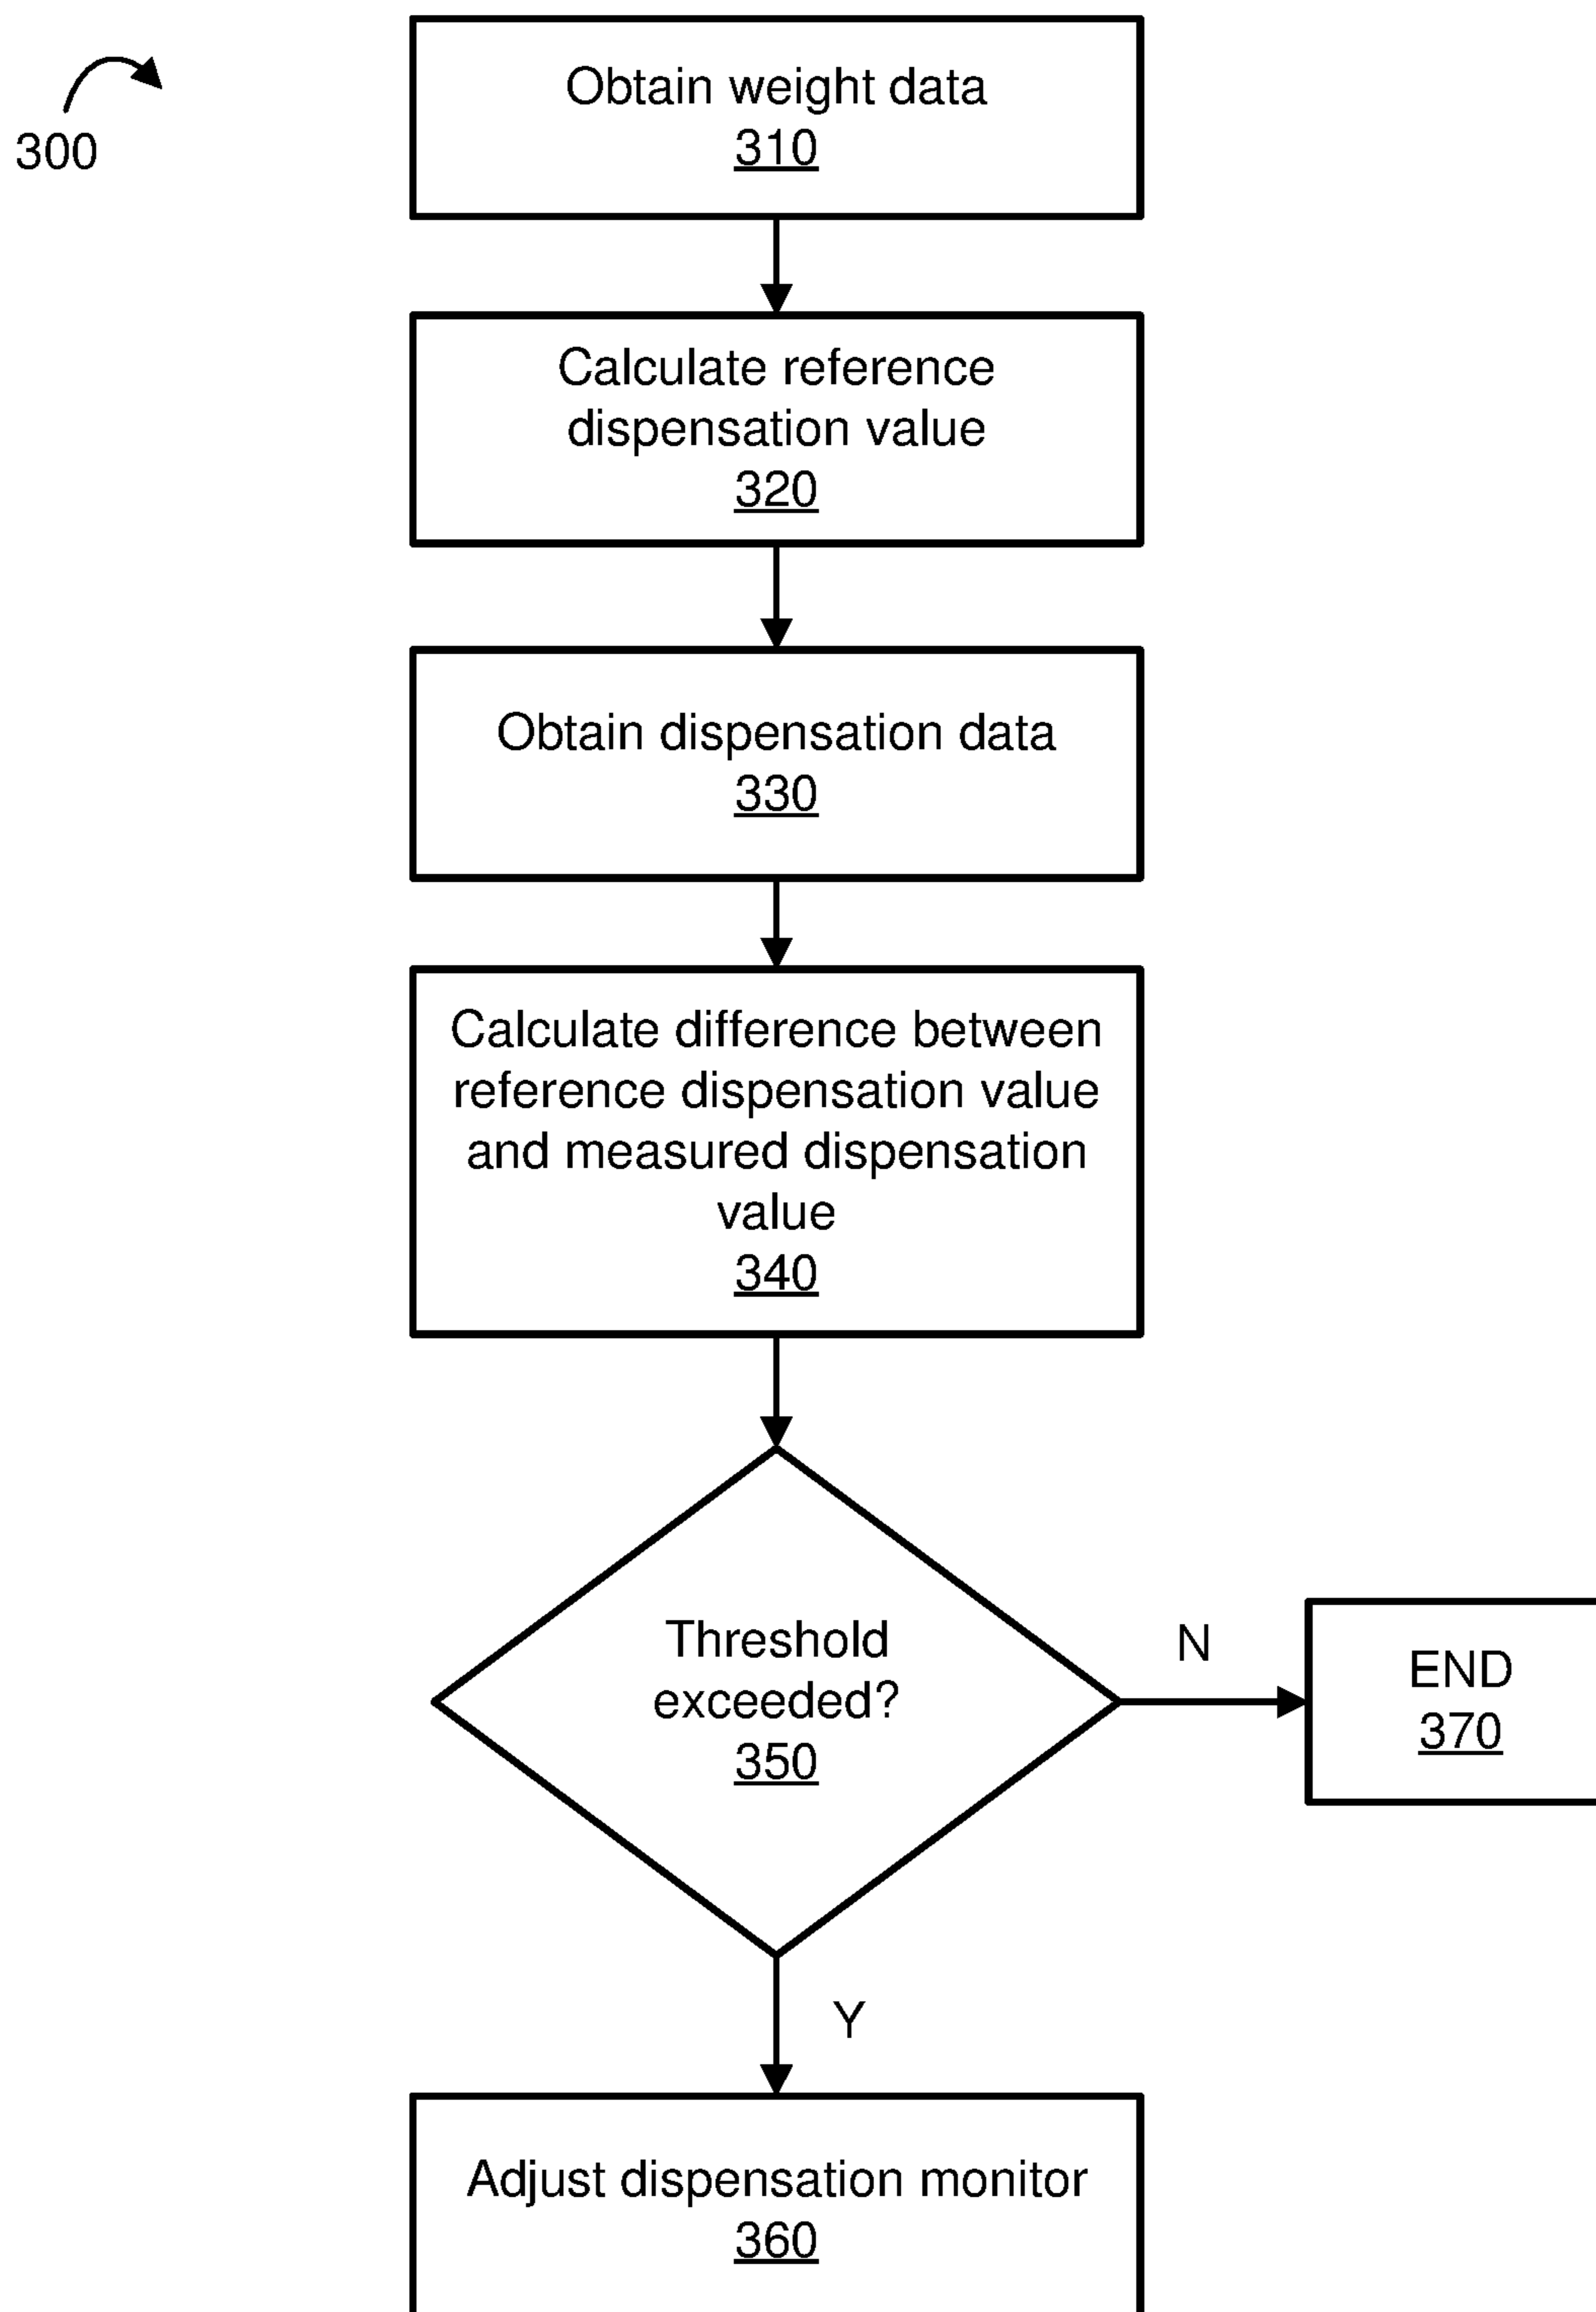 300
Obtain weight data
310
Calculate reference
dispensation value
320
Obtain dispensation data
330
Calculate difference between
reference dispensation value
and measured dispensation
value
340
Threshold
exceeded?
350
N
END
370
Y
Adjust dispensation monitor
360